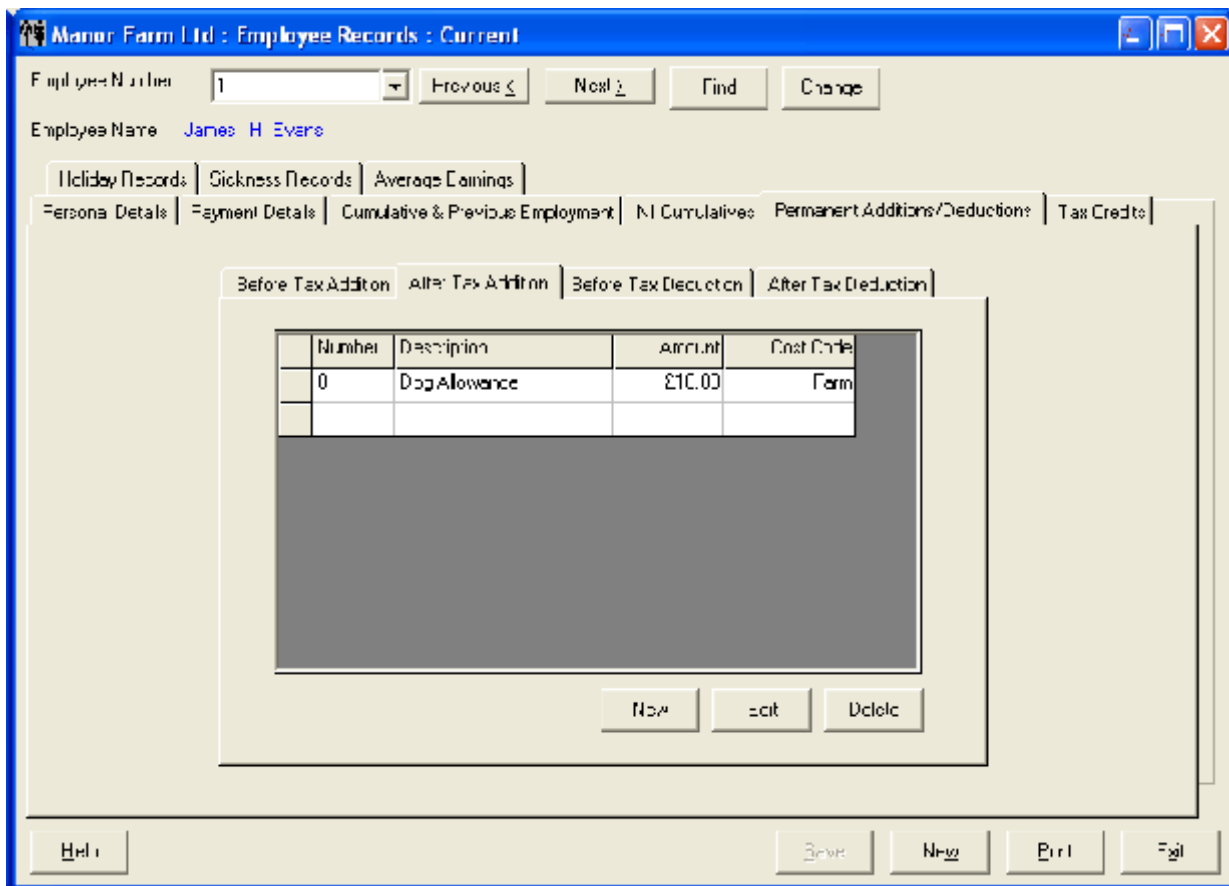 Manor Farm Ltd : Employee Records : Current
Employee Number 1 Previous < Next > Find Change
Employee Name James H Evans
Holiday Records Sickness Records Average Earnings
Personal Details Payment Details Cumulative & Previous Employment NI Cumulatives Permanent Additions/Deductions Tax Credits
Before Tax Addition After Tax Addition Before Tax Deduction After Tax Deduction
Number Description Amount Cost Code
0 Dog Allowance £10.00 Farm
New Edit Delete
Help Save New Print Exit